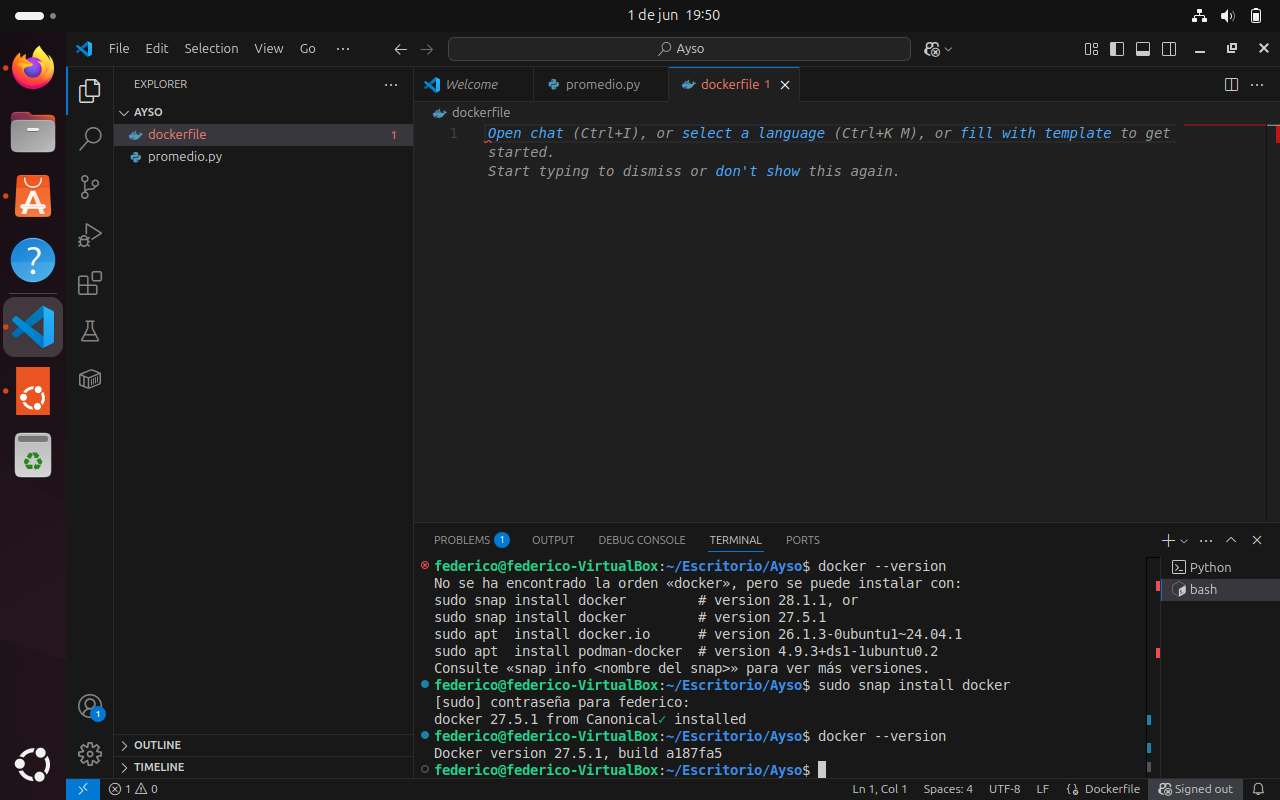 1 de jun 19:50
File Edit Selection View Go ··· Ayso
EXPLORER ···
Welcome promedio.py dockerfile 1
AYSO
dockerfile 1
promedio.py
dockerfile
1 Open chat (Ctrl+I), or select a language (Ctrl+K M), or fill with template to get
started.
Start typing to dismiss or don't show this again.
PROBLEMS 1 OUTPUT DEBUG CONSOLE TERMINAL PORTS
federico@federico-VirtualBox:~/Escritorio/Ayso$ docker --version
No se ha encontrado la orden «docker», pero se puede instalar con:
sudo snap install docker # version 28.1.1, or
sudo snap install docker # version 27.5.1
sudo apt install docker.io # version 26.1.3-0ubuntu1~24.04.1
sudo apt install podman-docker # version 4.9.3+ds1-1ubuntu0.2
Consulte «snap info <nombre del snap>» para ver más versiones.
federico@federico-VirtualBox:~/Escritorio/Ayso$ sudo snap install docker
[sudo] contraseña para federico:
docker 27.5.1 from Canonical✓ installed
federico@federico-VirtualBox:~/Escritorio/Ayso$ docker --version
Docker version 27.5.1, build a187fa5
federico@federico-VirtualBox:~/Escritorio/Ayso$
Python
bash
1
OUTLINE
TIMELINE
1 0 Ln 1, Col 1 Spaces: 4 UTF-8 LF Dockerfile Signed out